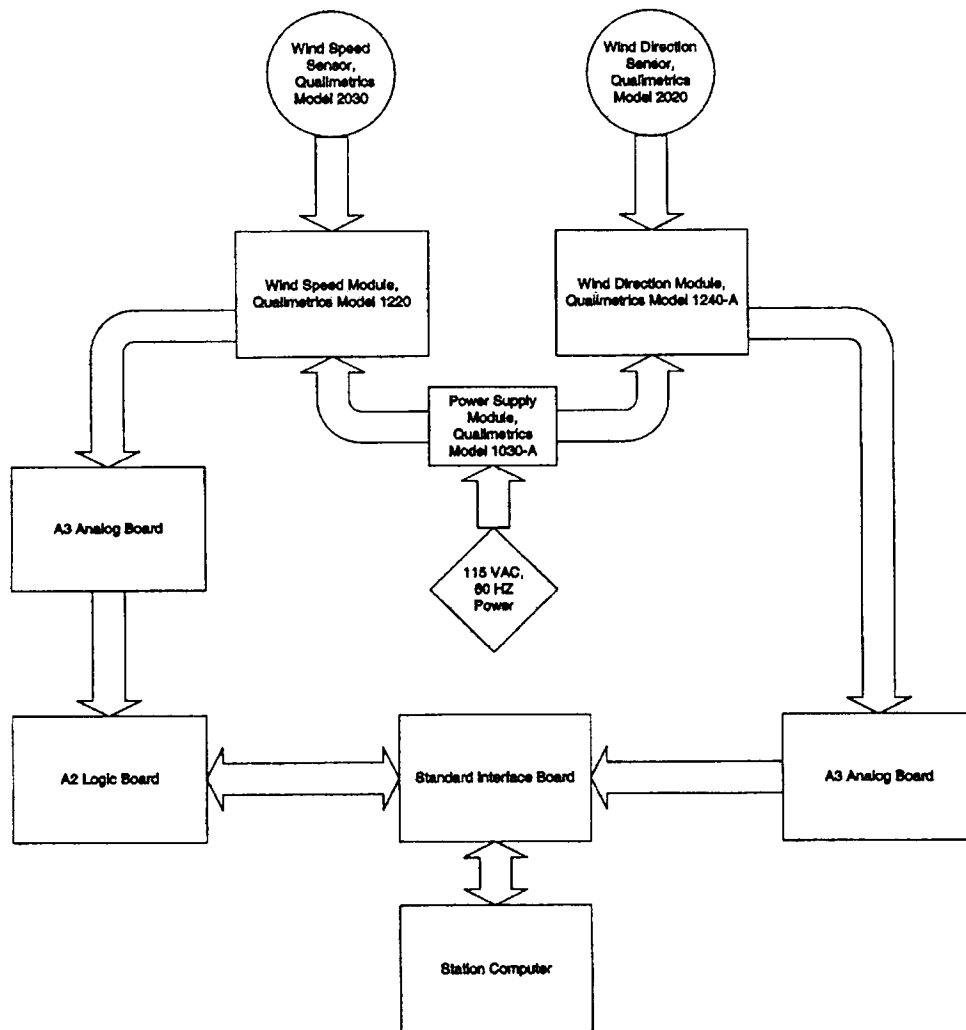 Wind Speed
Sensor,
Qualimetrics
Model 2030
Wind Direction
Sensor,
Qualimetrics
Model 2020
Wind Speed Module,
Qualimetrics Model 1220
Wind Direction Module,
Qualimetrics Model 1240-A
Power Supply
Module,
Qualimetrics
Model 1030-A
A3 Analog Board
115 VAC,
60 HZ
Power
A2 Logic Board
Standard Interface Board
A3 Analog Board
Station Computer